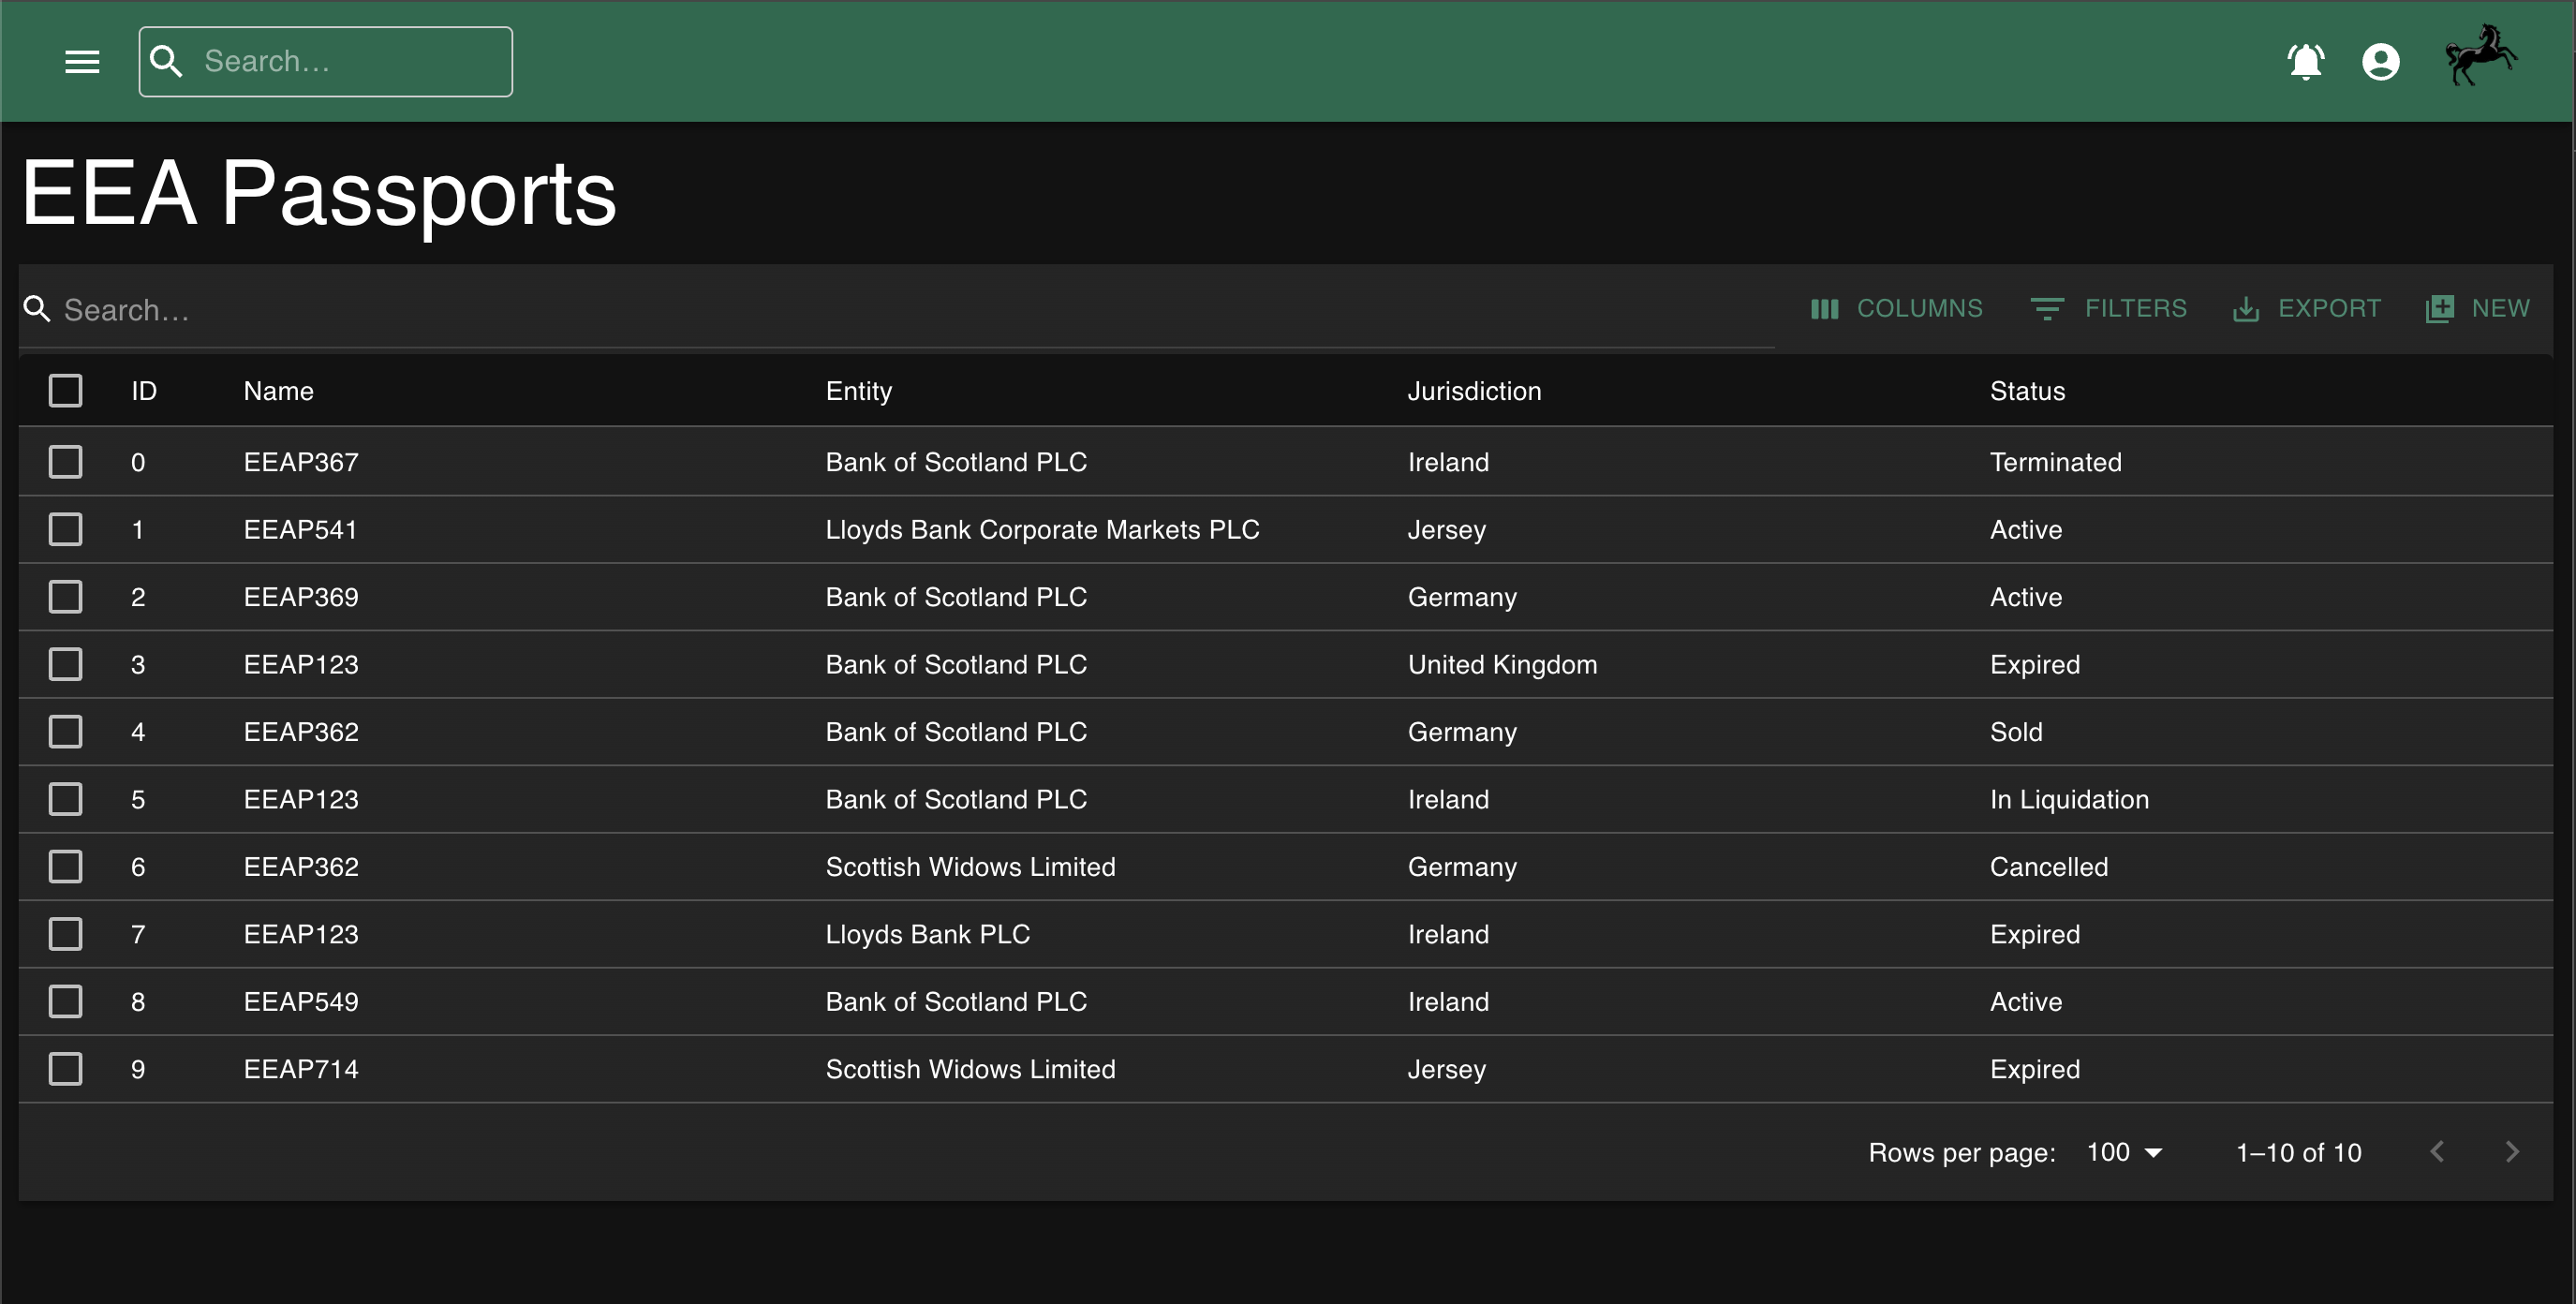 Search…
EEA Passports
Search… COLUMNS FILTERS EXPORT NEW
ID Name Entity Jurisdiction Status
0 EEAP367 Bank of Scotland PLC Ireland Terminated
1 EEAP541 Lloyds Bank Corporate Markets PLC Jersey Active
2 EEAP369 Bank of Scotland PLC Germany Active
3 EEAP123 Bank of Scotland PLC United Kingdom Expired
4 EEAP362 Bank of Scotland PLC Germany Sold
5 EEAP123 Bank of Scotland PLC Ireland In Liquidation
6 EEAP362 Scottish Widows Limited Germany Cancelled
7 EEAP123 Lloyds Bank PLC Ireland Expired
8 EEAP549 Bank of Scotland PLC Ireland Active
9 EEAP714 Scottish Widows Limited Jersey Expired
Rows per page: 100 1–10 of 10